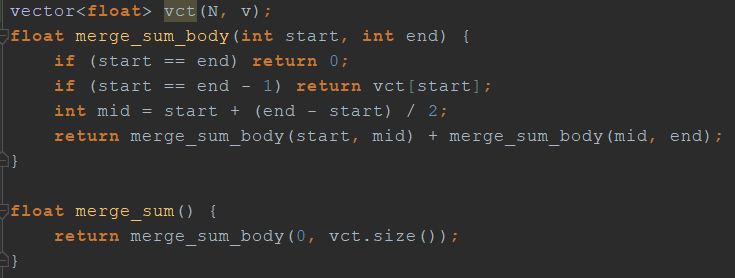 vector<float> vct(N, v);
float merge_sum_body(int start, int end) {
    if (start == end) return 0;
    if (start == end - 1) return vct[start];
    int mid = start + (end - start) / 2;
    return merge_sum_body(start, mid) + merge_sum_body(mid, end);
}

float merge_sum() {
    return merge_sum_body(0, vct.size());
}